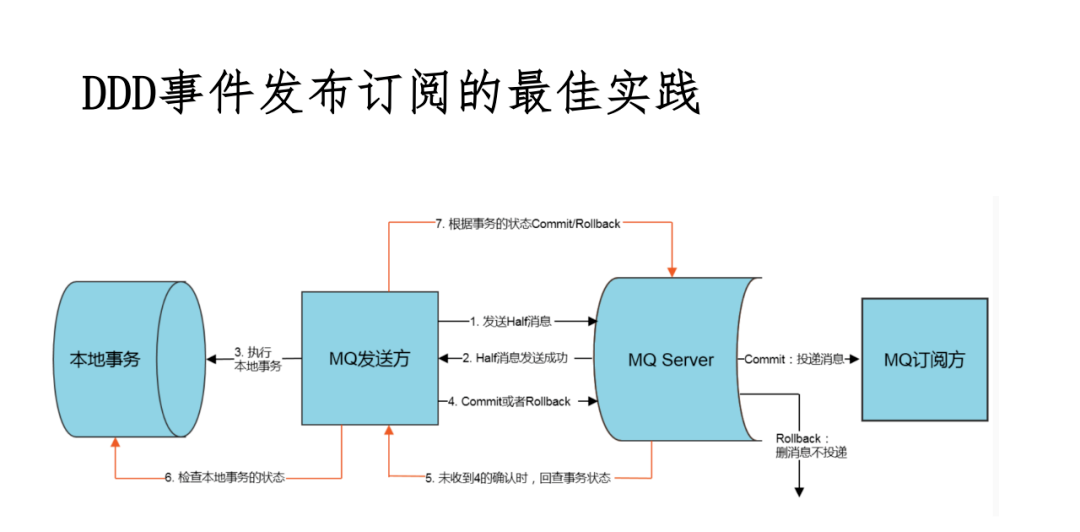 DDD事件发布订阅的最佳实践
7. 根据事务的状态Commit/Rollback
1. 发送Half消息
本地事务
3. 执行
本地事务
MQ发送方
2. Half消息发送成功
MQ Server
Commit：投递消息
MQ订阅方
4. Commit或者Rollback
Rollback：
删消息不投递
6. 检查本地事务的状态
5. 未收到4的确认时，回查事务状态